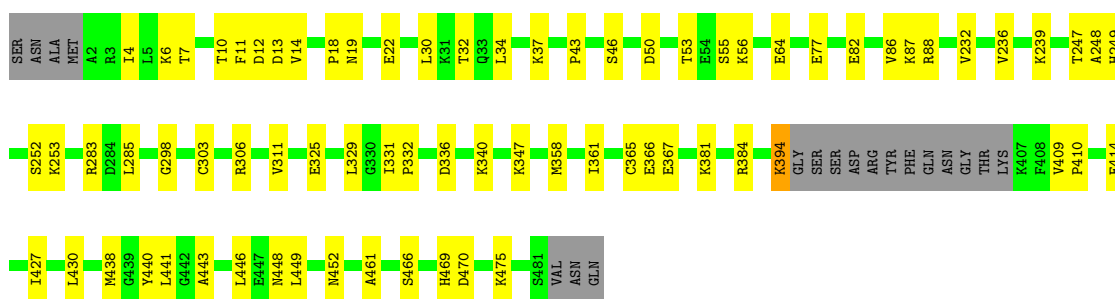 SER ASN ALA MET A2 R3 I4 L5 K6 T7 T10 F11 D12 D13 V14 P18 N19 E22 L30 K31 T32 Q33 L34 K37 P43 S46 D50 T53 E54 S55 K56 E64 E77 E82 V86 K87 R88 V232 V236 K239 T247 A248 H249
S252 K253 R283 D284 L285 G298 C303 R306 V311 E325 L329 G330 I331 P332 D336 K340 K347 M358 I361 C365 E366 E367 K381 R384 K394 GLY SER SER ASP ARG TYR PHE GLN ASN GLY THR LYS K407 F408 V409 P410
I427 L430 M438 G439 Y440 L441 G442 A443 L446 E447 N448 L449 N452 A461 S466 H469 D470 K475 S481 VAL ASN GLN